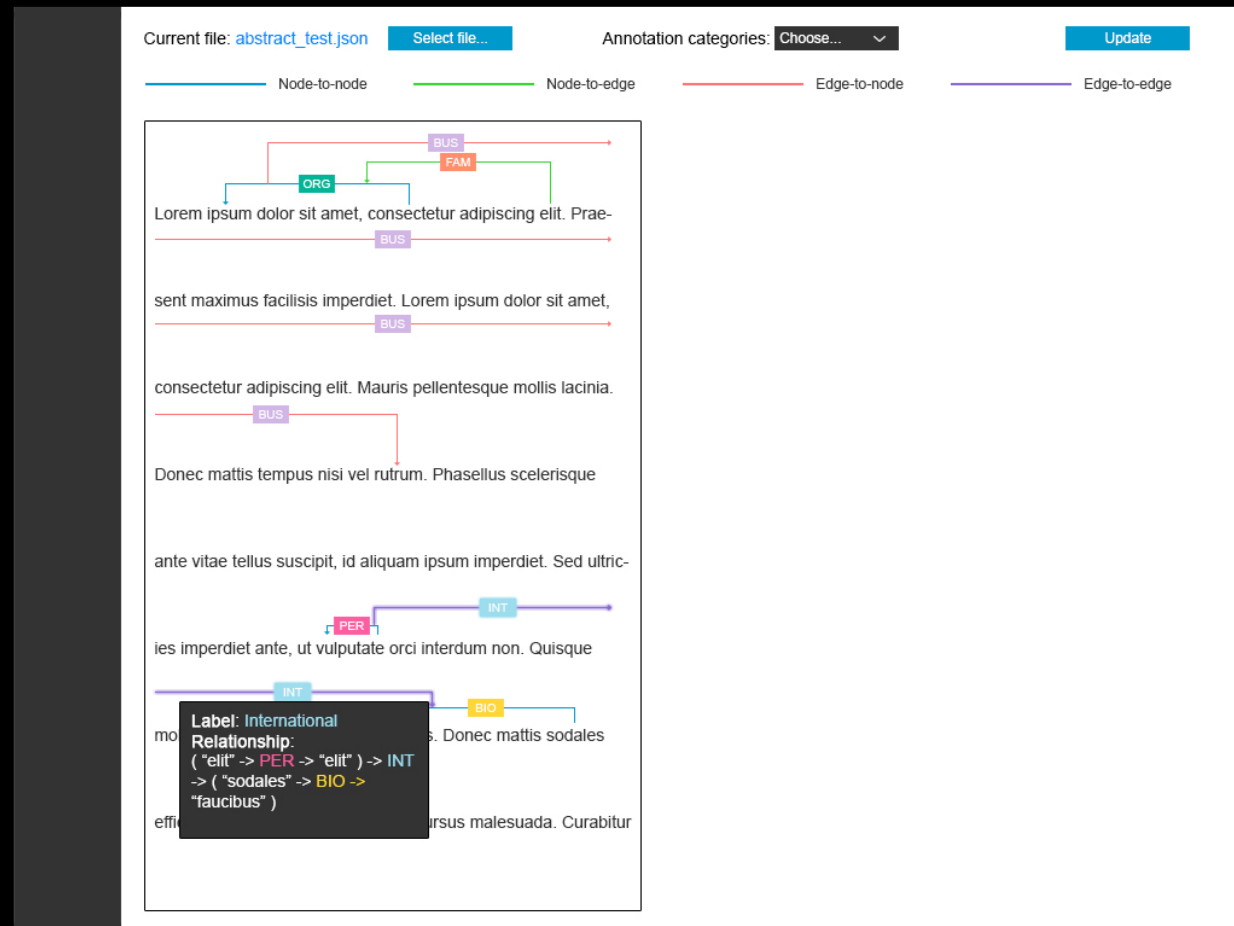 Current file: abstract_test.json Select file... Annotation categories: Choose... Update
Node-to-node Node-to-edge Edge-to-node Edge-to-edge
BUS
FAM
ORG
Lorem ipsum dolor sit amet, consectetur adipiscing elit. Prae-
BUS
sent maximus facilisis imperdiet. Lorem ipsum dolor sit amet,
BUS
consectetur adipiscing elit. Mauris pellentesque mollis lacinia.
BUS
Donec mattis tempus nisi vel rutrum. Phasellus scelerisque
ante vitae tellus suscipit, id aliquam ipsum imperdiet. Sed ultric-
INT
PER
ies imperdiet ante, ut vulputate orci interdum non. Quisque
INT
BIO
mo s. Donec mattis sodales
Label: International
Relationship:
( “elit” -> PER -> “elit” ) -> INT
-> ( “sodales” -> BIO ->
“faucibus” )
effi ursus malesuada. Curabitur